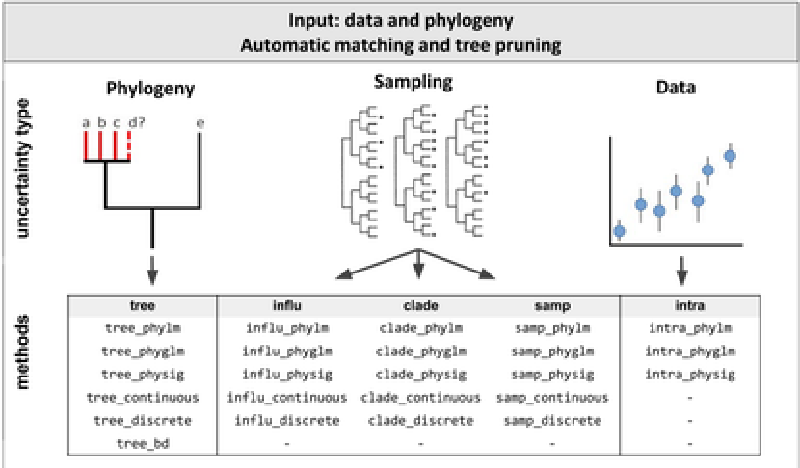 Input: data and phylogeny
Automatic matching and tree pruning
uncertainty type
Phylogeny
Sampling
Data
a b c d? e
methods
tree influ clade samp intra
tree_phylm influ_phylm clade_phylm samp_phylm intra_phylm
tree_phyglm influ_phyglm clade_phyglm samp_phyglm intra_phyglm
tree_physig influ_physig clade_physig samp_physig intra_physig
tree_continuous influ_continuous clade_continuous samp_continuous -
tree_discrete influ_discrete clade_discrete samp_discrete -
tree_bd - - - -